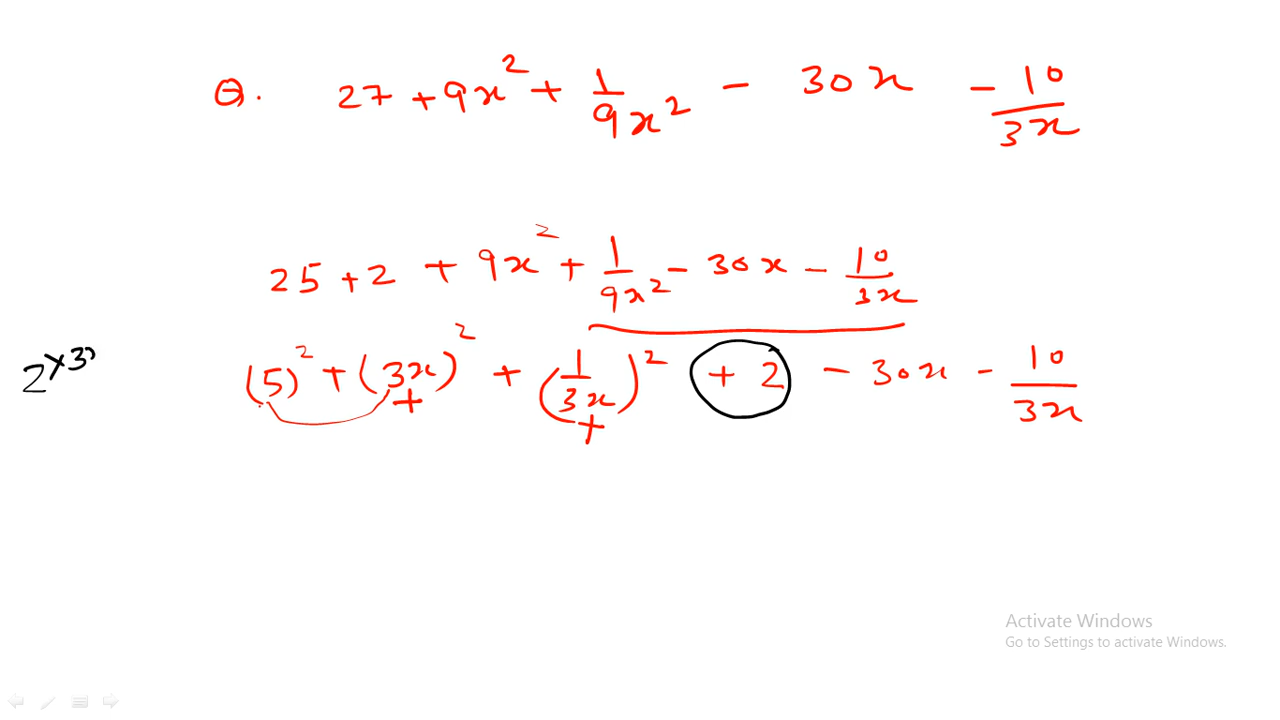 Q. 27 + 9x² + 1/9x² - 30x - 10/3x
25 + 2 + 9x² + 1/9x² - 30x - 10/3x
2×3 (5)² + (3x)² + (1/3x)² + 2 - 30x - 10/3x
+ +
Activate Windows
Go to Settings to activate Windows.